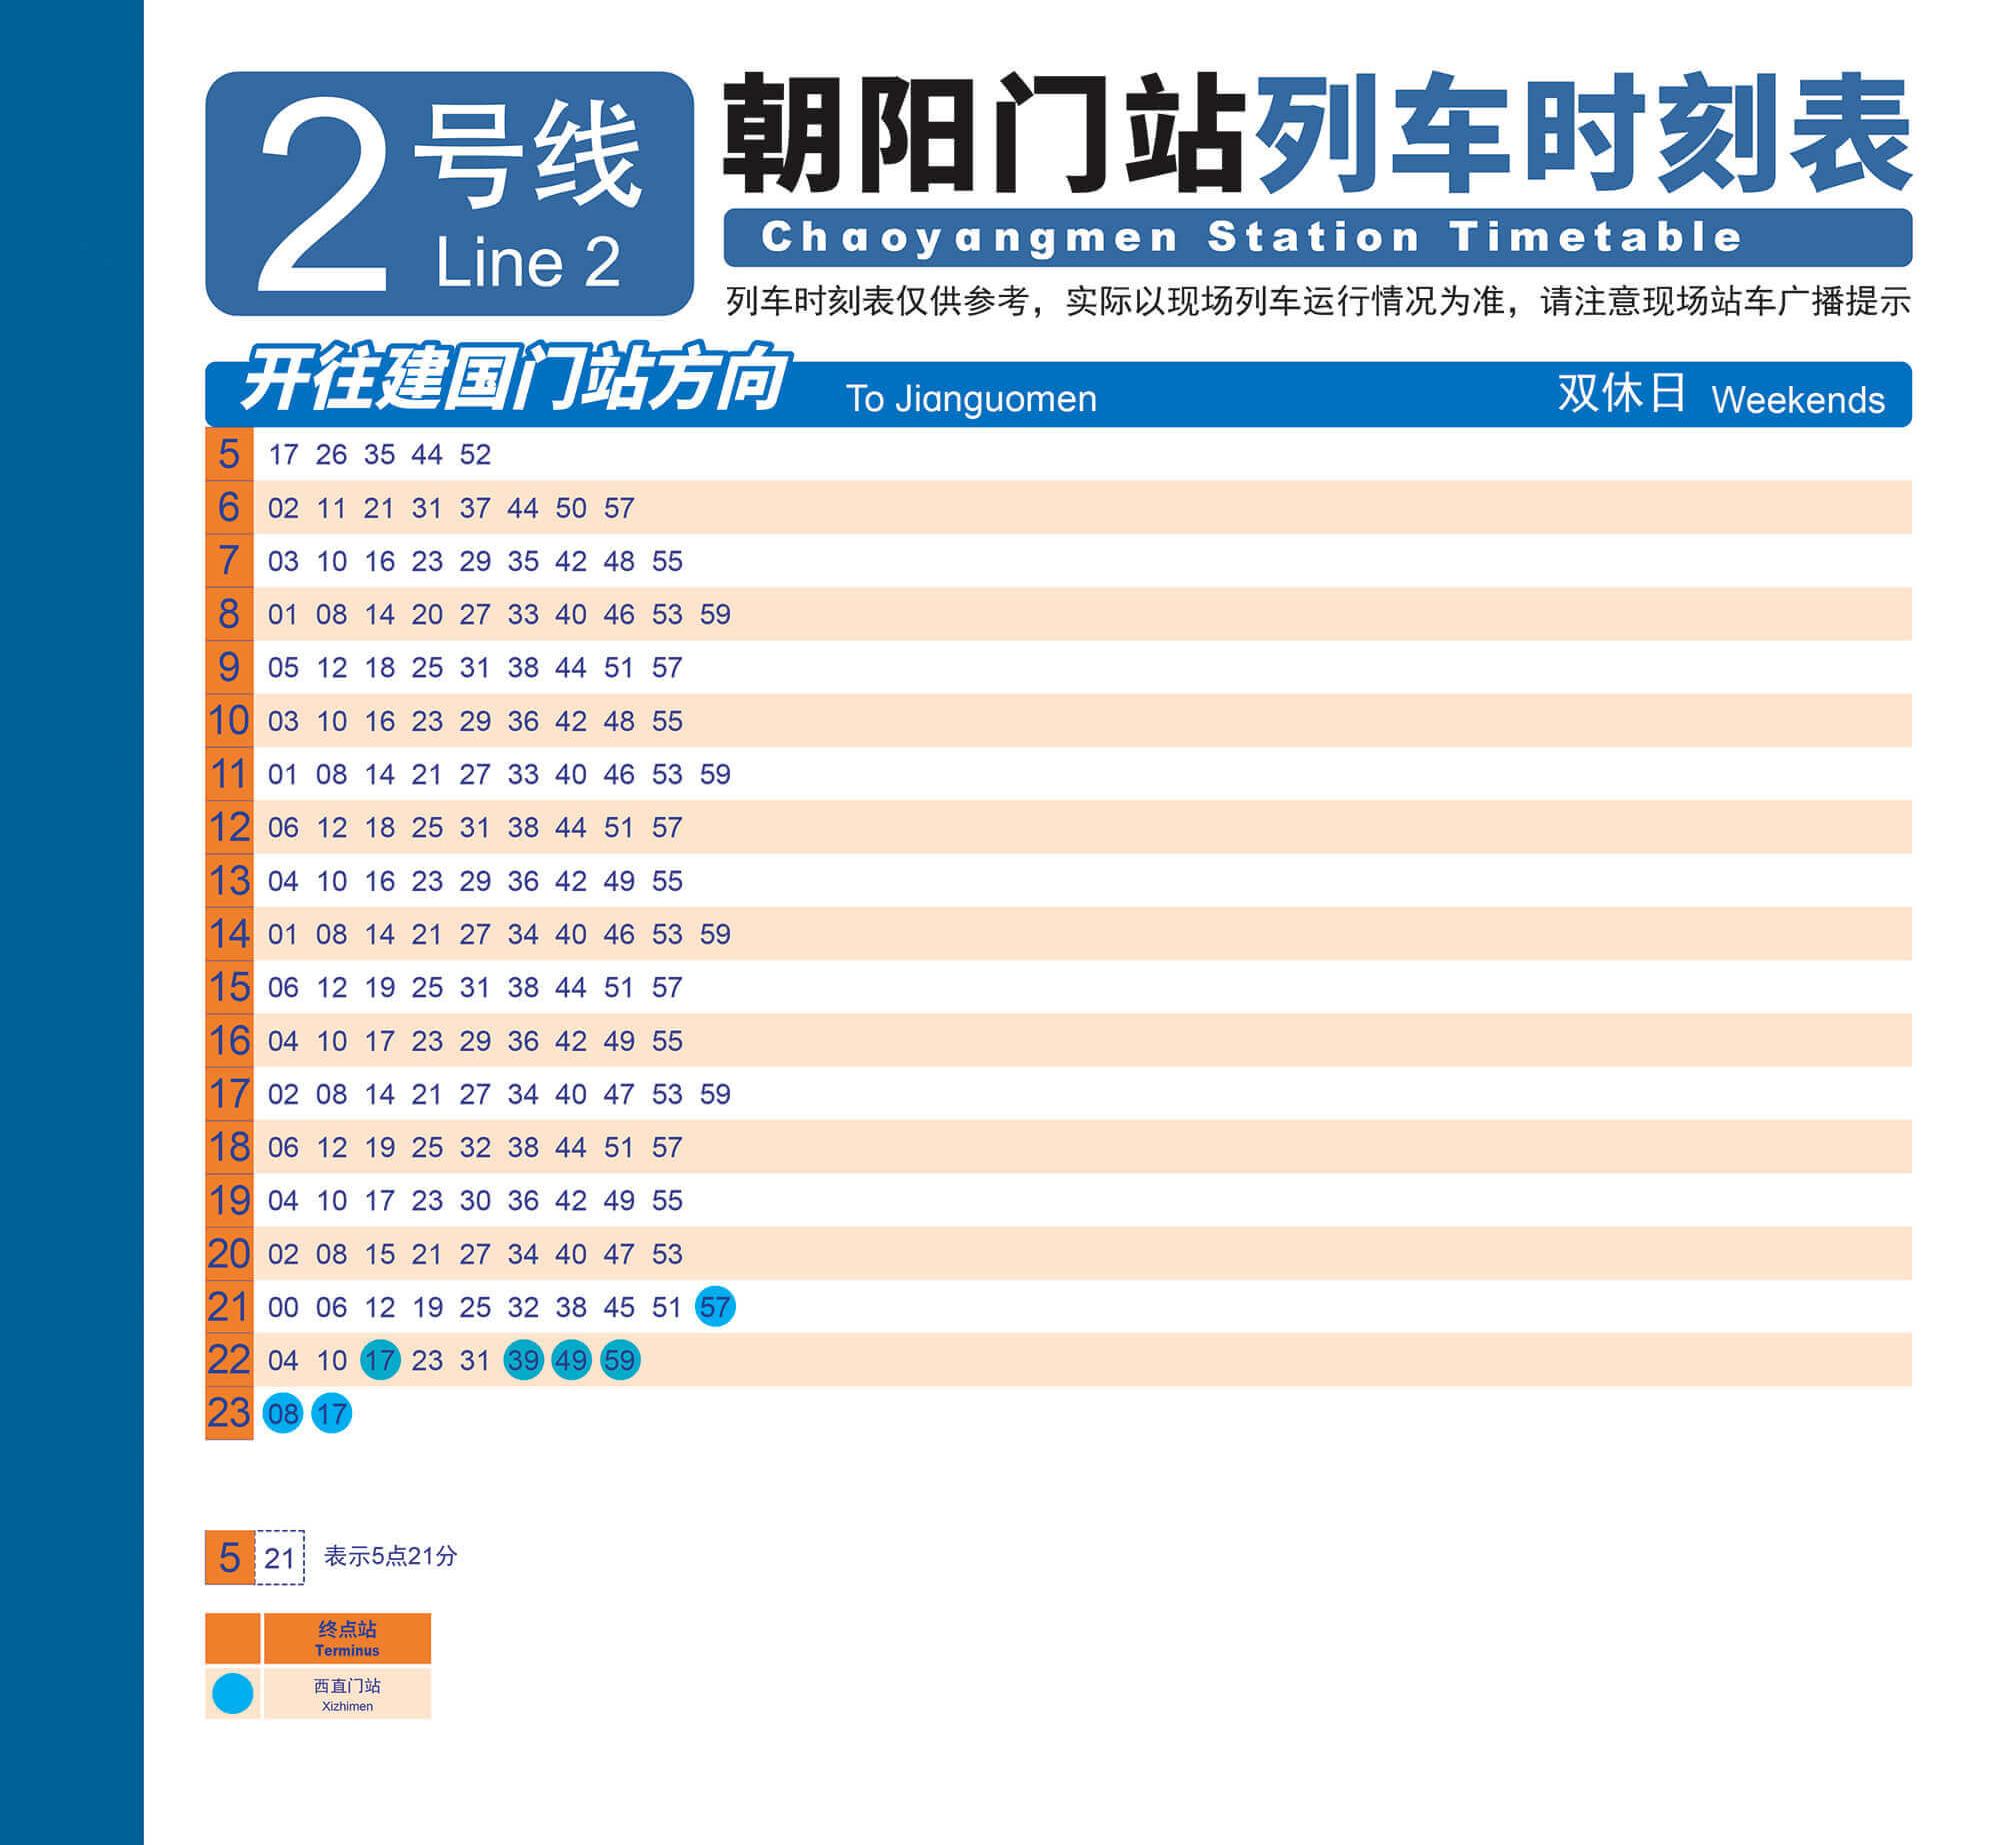 2号线
Line 2
朝阳门站列车时刻表
Chaoyangmen Station Timetable
列车时刻表仅供参考，实际以现场列车运行情况为准，请注意现场站车广播提示
开往建国门站方向 To Jianguomen 双休日 Weekends
5 17 26 35 44 52
6 02 11 21 31 37 44 50 57
7 03 10 16 23 29 35 42 48 55
8 01 08 14 20 27 33 40 46 53 59
9 05 12 18 25 31 38 44 51 57
10 03 10 16 23 29 36 42 48 55
11 01 08 14 21 27 33 40 46 53 59
12 06 12 18 25 31 38 44 51 57
13 04 10 16 23 29 36 42 49 55
14 01 08 14 21 27 34 40 46 53 59
15 06 12 19 25 31 38 44 51 57
16 04 10 17 23 29 36 42 49 55
17 02 08 14 21 27 34 40 47 53 59
18 06 12 19 25 32 38 44 51 57
19 04 10 17 23 30 36 42 49 55
20 02 08 15 21 27 34 40 47 53
21 00 06 12 19 25 32 38 45 51 57
22 04 10 17 23 31 39 49 59
23 08 17
5 21 表示5点21分
终点站
Terminus
西直门站
Xizhimen